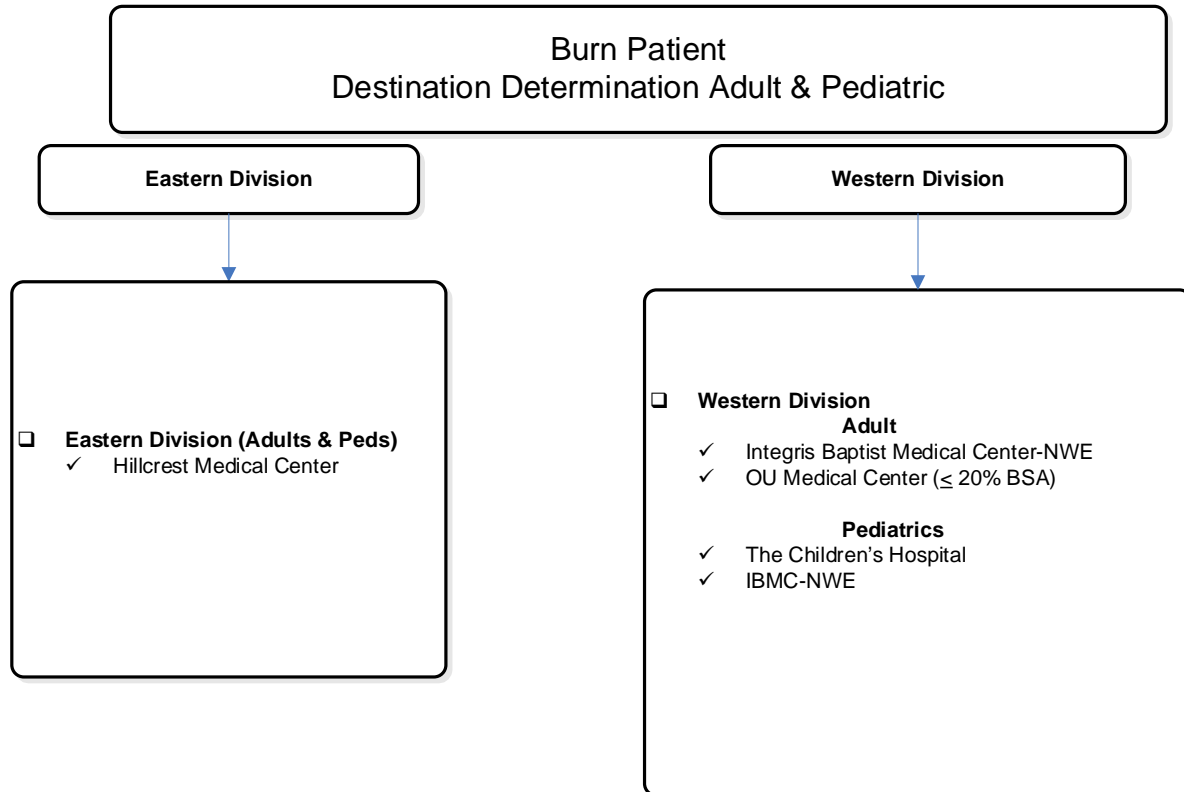 Burn Patient
Destination Determination Adult & Pediatric
Eastern Division
Western Division
❑ Eastern Division (Adults & Peds)
✓ Hillcrest Medical Center
❑ Western Division
Adult
✓ Integris Baptist Medical Center-NWE
✓ OU Medical Center (≤ 20% BSA)
Pediatrics
✓ The Children’s Hospital
✓ IBMC-NWE